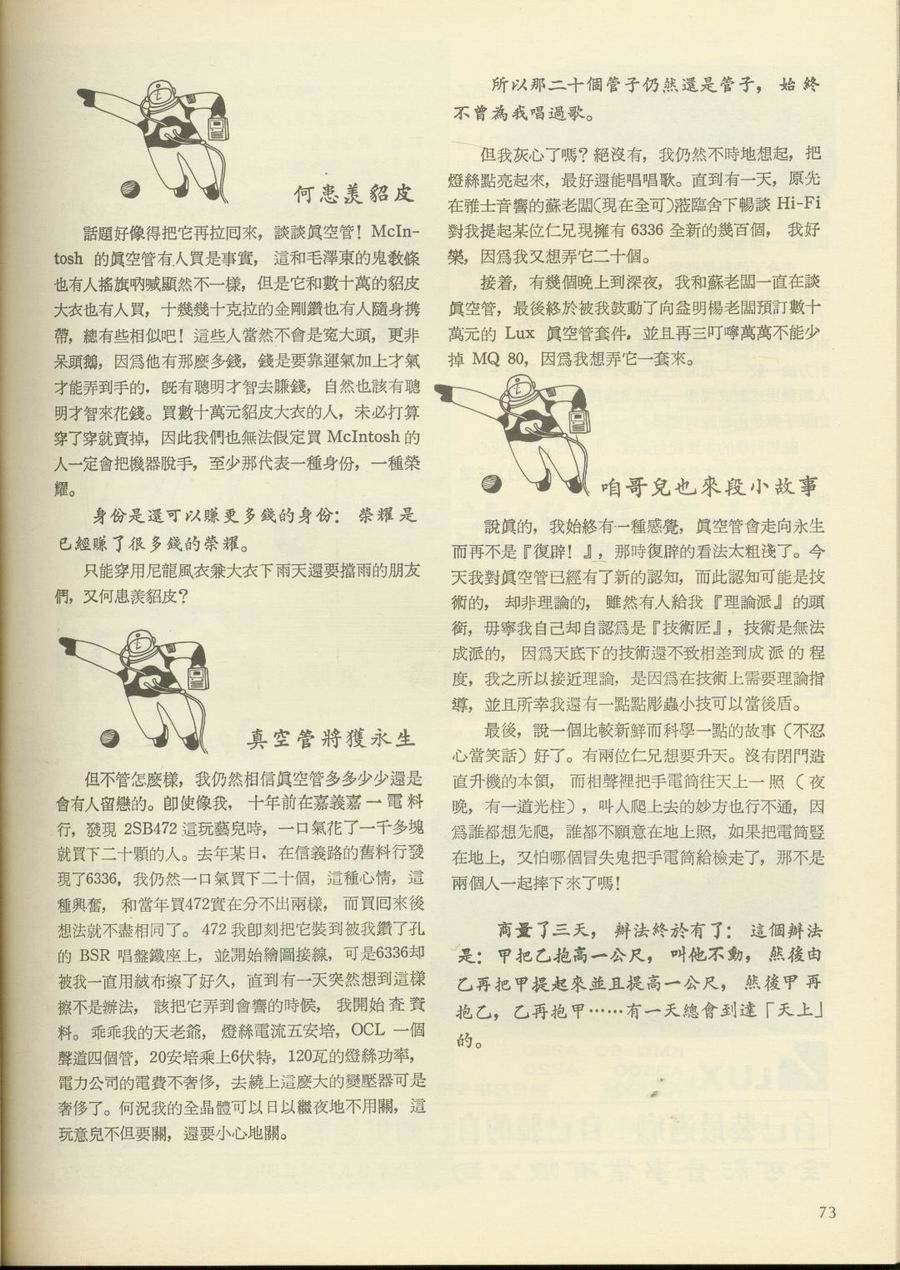 何患羨貂皮
話題好像得把它再拉囘來，談談眞空管！McIn-
tosh 的眞空管有人買是事實，這和毛澤東的鬼敎條
也有人搖旗吶喊顯然不一樣，但是它和數十萬的貂皮
大衣也有人買，十幾幾十克拉的金剛鑽也有人隨身携
帶，總有些相似吧！這些人當然不會是寃大頭，更非
呆頭鵝，因爲他有那麽多錢，錢是要靠運氣加上才氣
才能弄到手的，旣有聰明才智去賺錢，自然也該有聰
明才智來花錢。買數十萬元貂皮大衣的人，未必打算
穿了穿就賣掉，因此我們也無法假定買 McIntosh 的
人一定會把機器脫手，至少那代表一種身份，一種榮
耀。
身份是還可以賺更多錢的身份：榮耀是
已經賺了很多錢的榮耀。
只能穿用尼龍風衣兼大衣下雨天還要擋雨的朋友
們，又何患羨貂皮？
真空管將獲永生
但不管怎麽樣，我仍然相信眞空管多多少少還是
會有人留戀的。卽使像我，十年前在嘉義嘉一電料
行，發現 2SB472 這玩藝兒時，一口氣花了一千多塊
就買下二十顆的人。去年某日，在信義路的舊料行發
現了6336，我仍然一口氣買下二十個，這種心情，這
種興奮，和當年買472實在分不出兩樣，而買囘來後
想法就不盡相同了。472 我卽刻把它裝到被我鑽了孔
的 BSR 唱盤鐵座上，並開始繪圖接線，可是6336却
被我一直用絨布擦了好久，直到有一天突然想到這樣
擦不是辦法，該把它弄到會響的時候，我開始查資
料。乖乖我的天老爺，燈絲電流五安培，OCL 一個
聲道四個管，20安培乘上6伏特，120瓦的燈絲功率，
電力公司的電費不奢侈，去繞上這麽大的變壓器可是
奢侈了。何況我的全晶體可以日以繼夜地不用關，這
玩意兒不但要關，還要小心地關。
所以那二十個管子仍然還是管子，始終
不曾為我唱過歌。
但我灰心了嗎？絕沒有，我仍然不時地想起，把
燈絲點亮起來，最好還能唱唱歌。直到有一天，原先
在雅士音響的蘇老闆(現在全可)蒞臨舍下暢談 Hi-Fi
對我提起某位仁兄現擁有 6336 全新的幾百個，我好
樂，因爲我又想弄它二十個。
接着，有幾個晚上到深夜，我和蘇老闆一直在談
眞空管，最後終於被我鼓動了向益明楊老闆預訂數十
萬元的 Lux 眞空管套件，並且再三叮嚀萬萬不能少
掉 MQ 80，因爲我想弄它一套來。
咱哥兒也來段小故事
說眞的，我始終有一種感覺，眞空管會走向永生
而再不是『復辟！』，那時復辟的看法太粗淺了。今
天我對眞空管已經有了新的認知，而此認知可能是技
術的，却非理論的，雖然有人給我『理論派』的頭
銜，毋寧我自己却自認爲是『技術匠』，技術是無法
成派的，因爲天底下的技術還不致相差到成派的程
度，我之所以接近理論，是因爲在技術上需要理論指
導，並且所幸我還有一點點彫蟲小技可以當後盾。
最後，說一個比較新鮮而科學一點的故事（不忍
心當笑話）好了。有兩位仁兄想要升天。沒有閉門造
直升機的本領，而相聲裡把手電筒往天上一照（夜
晚，有一道光柱），叫人爬上去的妙方也行不通，因
爲誰都想先爬，誰都不願意在地上照，如果把電筒豎
在地上，又怕哪個冒失鬼把手電筒給檢走了，那不是
兩個人一起摔下來了嗎！
商量了三天，辦法終於有了：這個辦法
是：甲把乙抱高一公尺，叫他不動，然後由
乙再把甲提起來並且提高一公尺，然後甲再
抱乙，乙再抱甲……有一天總會到達「天上」
的。
73